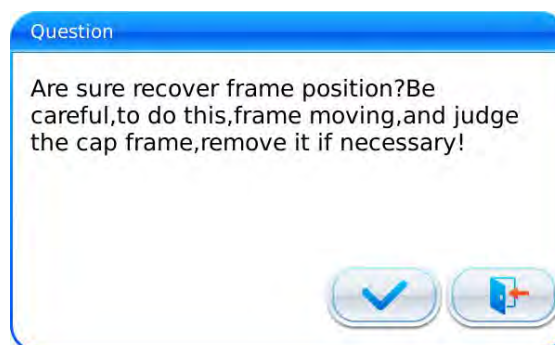 Question
Are sure recover frame position?Be
careful,to do this,frame moving,and judge
the cap frame,remove it if necessary!